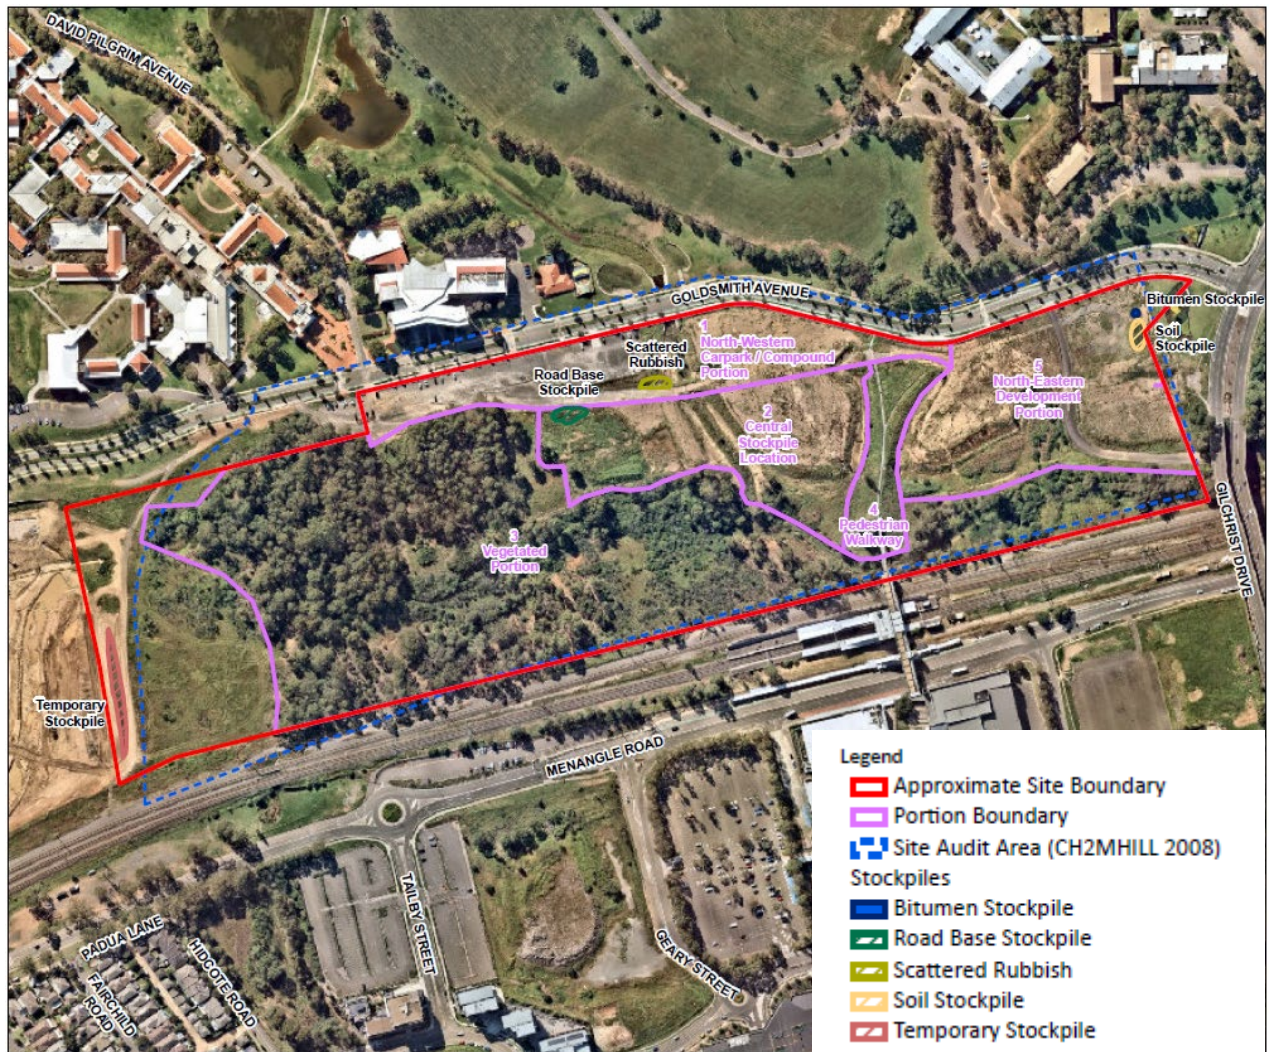 DAVID PILGRIM AVENUE
GOLDSMITH AVENUE
Bitumen Stockpile
Soil
Stockpile
1
North-Western
Carpark / Compound
Portion
Scattered
Rubbish
Road Base
Stockpile
5
North-Eastern
Development
Portion
2
Central
Stockpile
Location
4
Pedestrian
Walkway
3
Vegetated
Portion
GILCHRIST DRIVE
Temporary
Stockpile
MENANGLE ROAD
TAILBY STREET
GEARY STREET
PADUA LANE
HIDCOTE ROAD
FAIRCHILD
ROAD
Legend
Approximate Site Boundary
Portion Boundary
Site Audit Area (CH2MHILL 2008)
Stockpiles
Bitumen Stockpile
Road Base Stockpile
Scattered Rubbish
Soil Stockpile
Temporary Stockpile